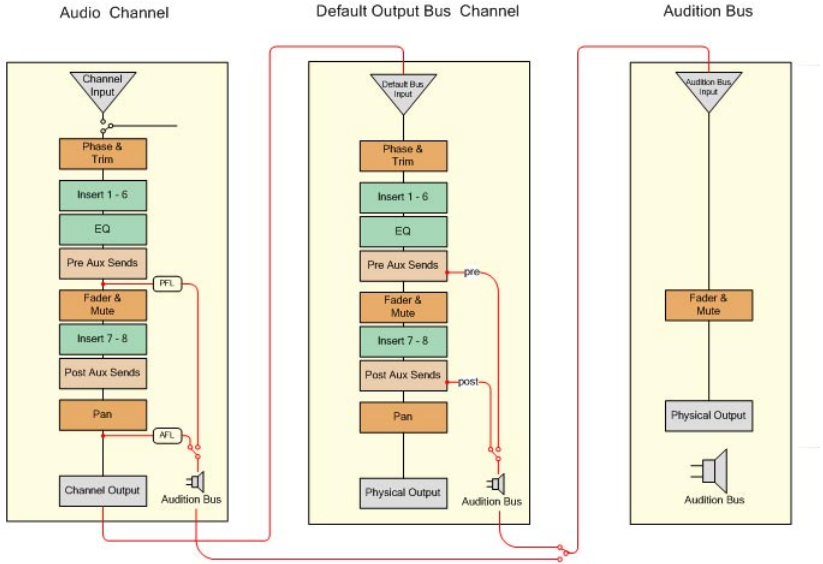 Audio Channel
Channel
Input
Phase &
Trim
Insert 1 - 6
EQ
Pre Aux Sends
PFL
Fader &
Mute
Insert 7 - 8
Post Aux Sends
Pan
AFL
Channel Output
Audition Bus
Default Output Bus Channel
Default Bus
Input
Phase &
Trim
Insert 1 - 6
EQ
Pre Aux Sends
pre
Fader &
Mute
Insert 7 - 8
Post Aux Sends
post
Pan
Physical Output
Audition Bus
Audition Bus
Audition Bus
Input
Fader &
Mute
Physical Output
Audition Bus